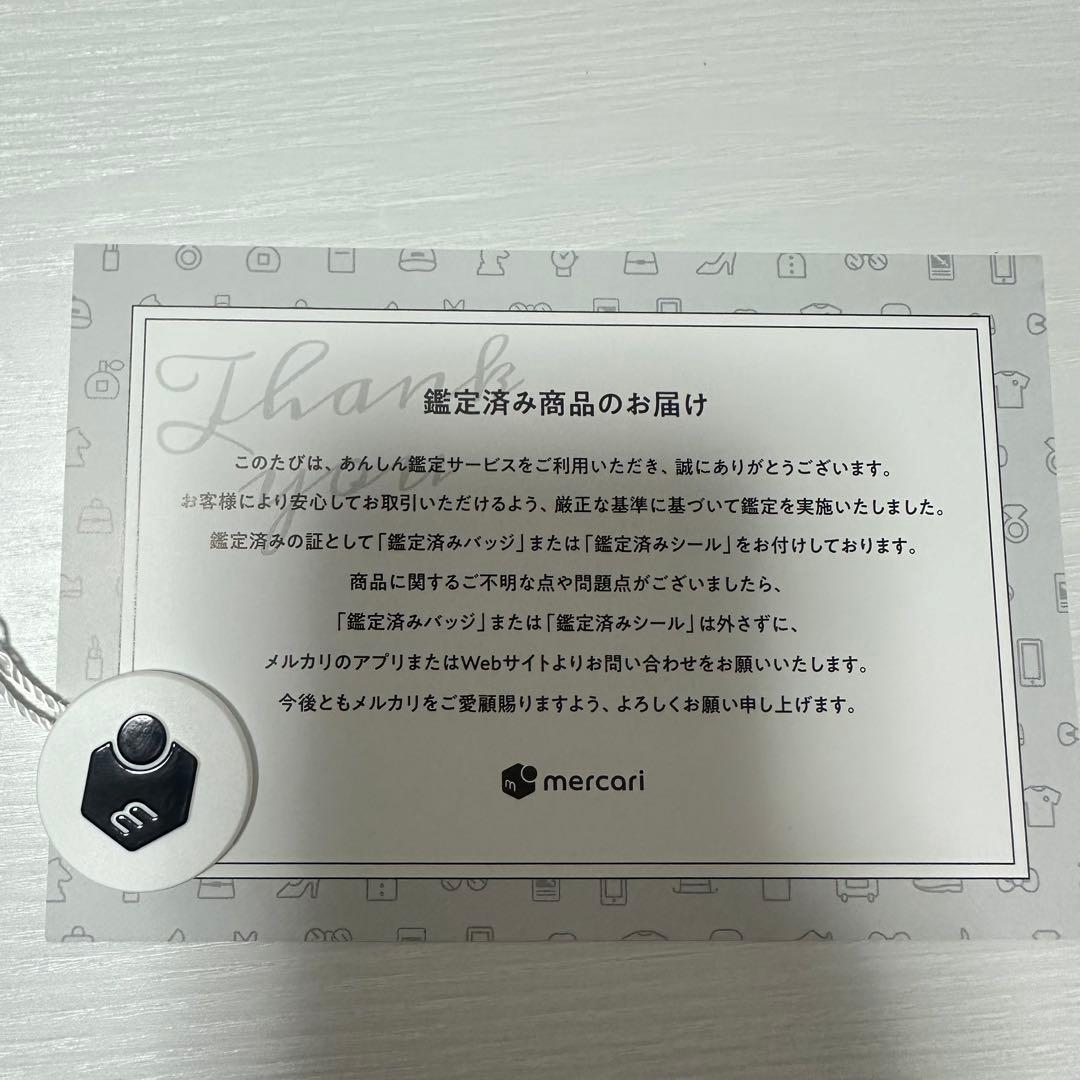 Thank
you
鑑定済み商品のお届け
このたびは、あんしん鑑定サービスをご利用いただき、誠にありがとうございます。
お客様により安心してお取引いただけるよう、厳正な基準に基づいて鑑定を実施いたしました。
鑑定済みの証として「鑑定済みバッジ」または「鑑定済みシール」をお付けしております。
商品に関するご不明な点や問題点がございましたら、
「鑑定済みバッジ」または「鑑定済みシール」は外さずに、
メルカリのアプリまたはWebサイトよりお問い合わせをお願いいたします。
今後ともメルカリをご愛顧賜りますよう、よろしくお願い申し上げます。
m mercari
m